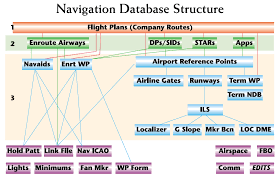 Navigation Database Structure
1 Flight Plans (Company Routes)
2 Enroute Airways DPs/SIDs STARs Apps
Navaids Enrt WP Airport Reference Points
Airline Gates Runways Term WP
Term NDB
3
ILS
Localizer G Slope Mkr Bcn LOC DME
Hold Patt Link File Nav ICAO Airspace FBO
Lights Minimums Fan Mkr WP Form Comm EDITS